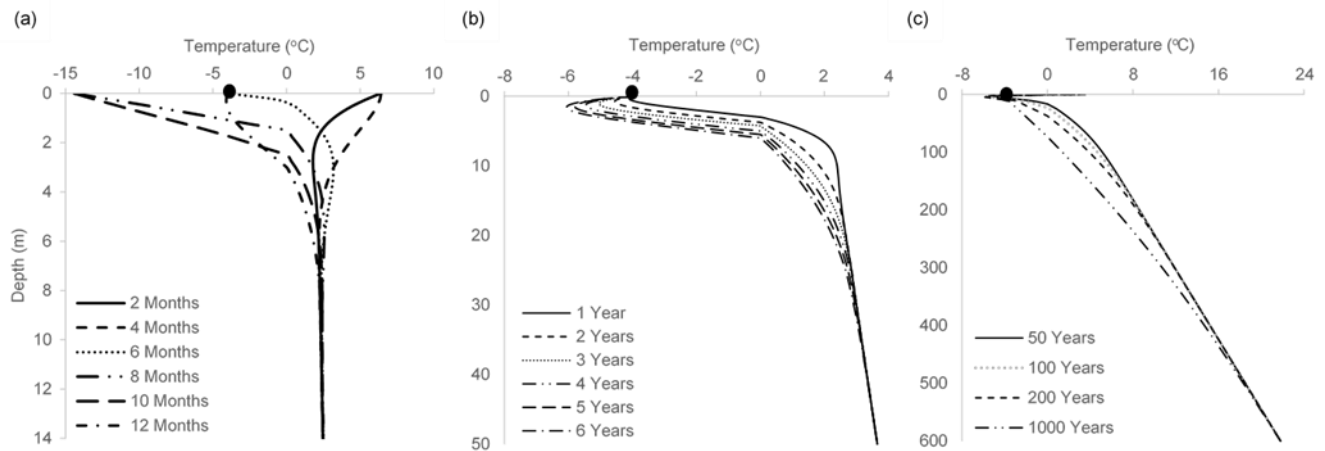 (a)
Temperature (°C)
-15 -10 -5 0 5 10
0
2
4
6
8
10
12
14
Depth (m)
2 Months
4 Months
6 Months
8 Months
10 Months
12 Months
(b)
Temperature (°C)
-8 -6 -4 -2 0 2 4
0
10
20
30
40
50
1 Year
2 Years
3 Years
4 Years
5 Years
6 Years
(c)
Temperature (°C)
-8 0 8 16 24
0
100
200
300
400
500
600
50 Years
100 Years
200 Years
1000 Years